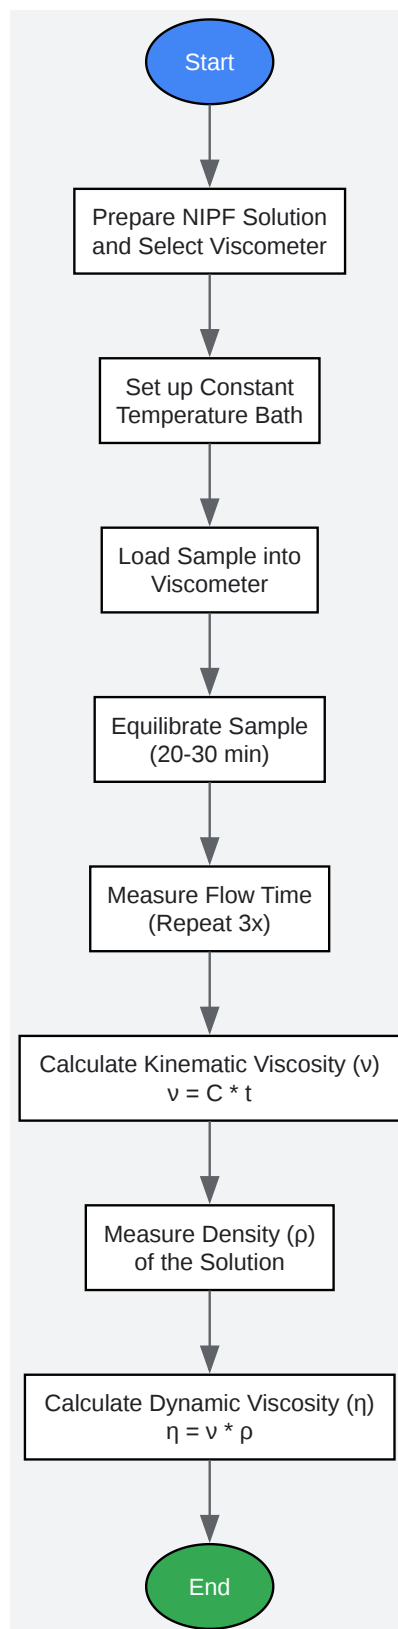 Start
Prepare NIPF Solution
and Select Viscometer
Set up Constant
Temperature Bath
Load Sample into
Viscometer
Equilibrate Sample
(20-30 min)
Measure Flow Time
(Repeat 3x)
Calculate Kinematic Viscosity (ν)
ν = C * t
Measure Density (ρ)
of the Solution
Calculate Dynamic Viscosity (η)
η = ν * ρ
End